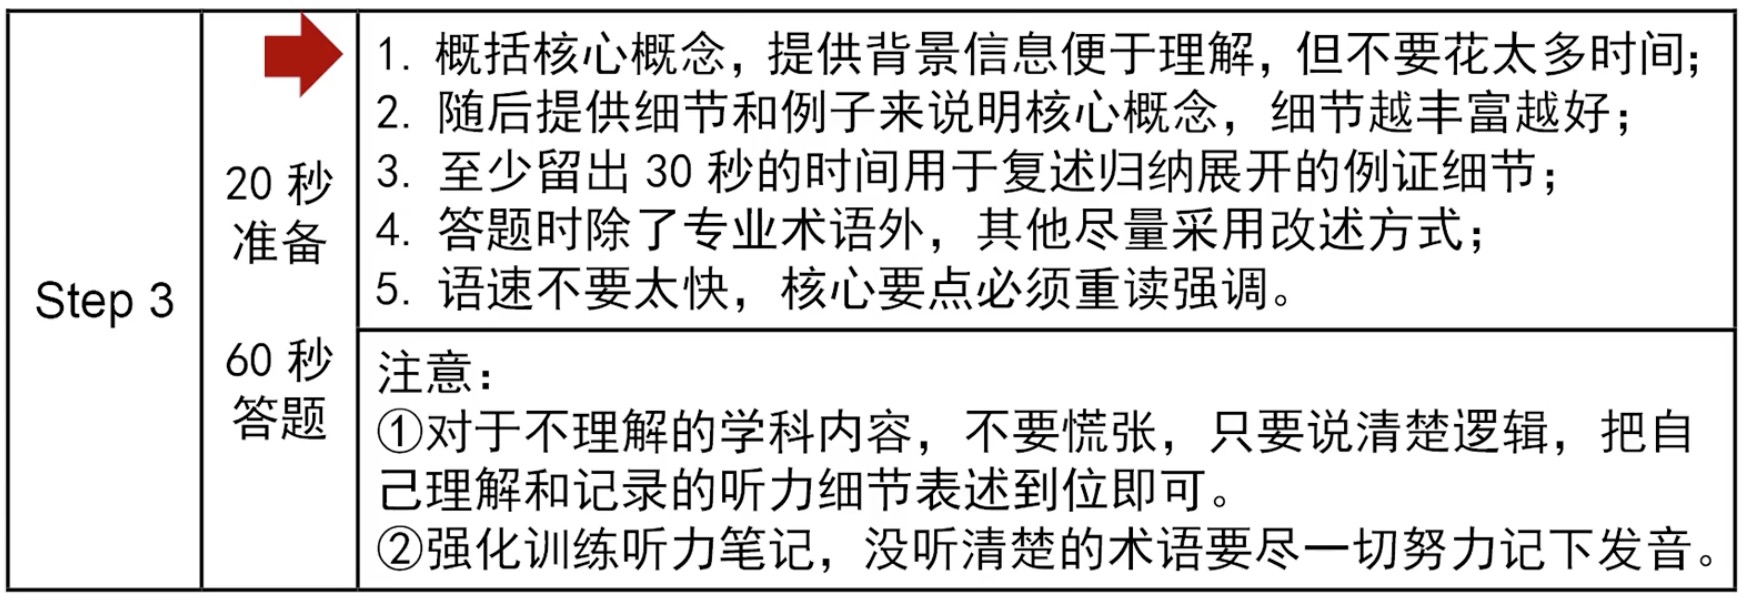 Step 3
20 秒
准备
60 秒
答题
1. 概括核心概念，提供背景信息便于理解，但不要花太多时间；
2. 随后提供细节和例子来说明核心概念，细节越丰富越好；
3. 至少留出 30 秒的时间用于复述归纳展开的例证细节；
4. 答题时除了专业术语外，其他尽量采用改述方式；
5. 语速不要太快，核心要点必须重读强调。
注意：
①对于不理解的学科内容，不要慌张，只要说清楚逻辑，把自
己理解和记录的听力细节表述到位即可。
②强化训练听力笔记，没听清楚的术语要尽一切努力记下发音。